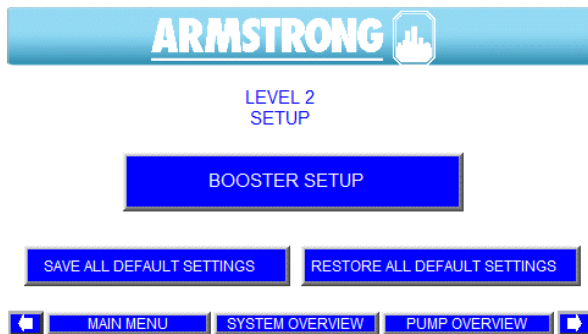 ARMSTRONG
LEVEL 2
SETUP
BOOSTER SETUP
SAVE ALL DEFAULT SETTINGS
RESTORE ALL DEFAULT SETTINGS
MAIN MENU
SYSTEM OVERVIEW
PUMP OVERVIEW